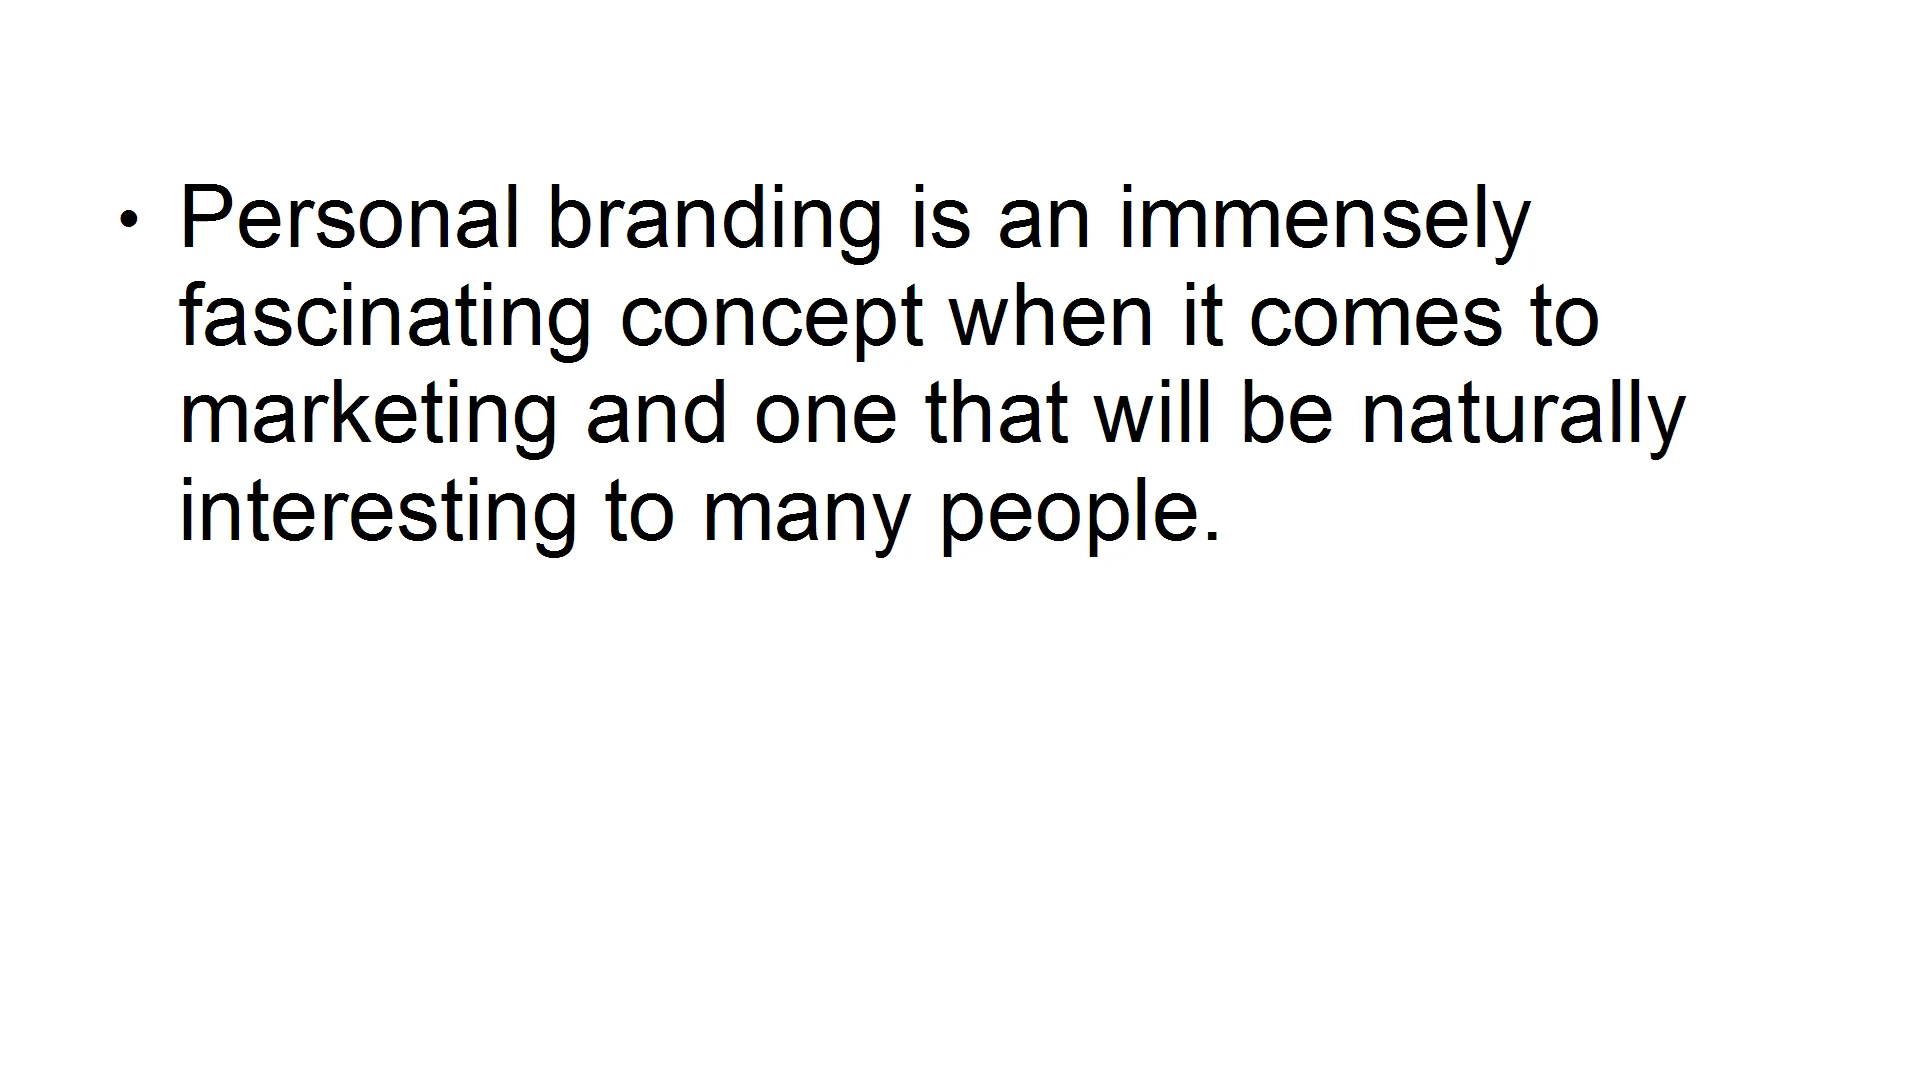 • Personal branding is an immensely
fascinating concept when it comes to
marketing and one that will be naturally
interesting to many people.